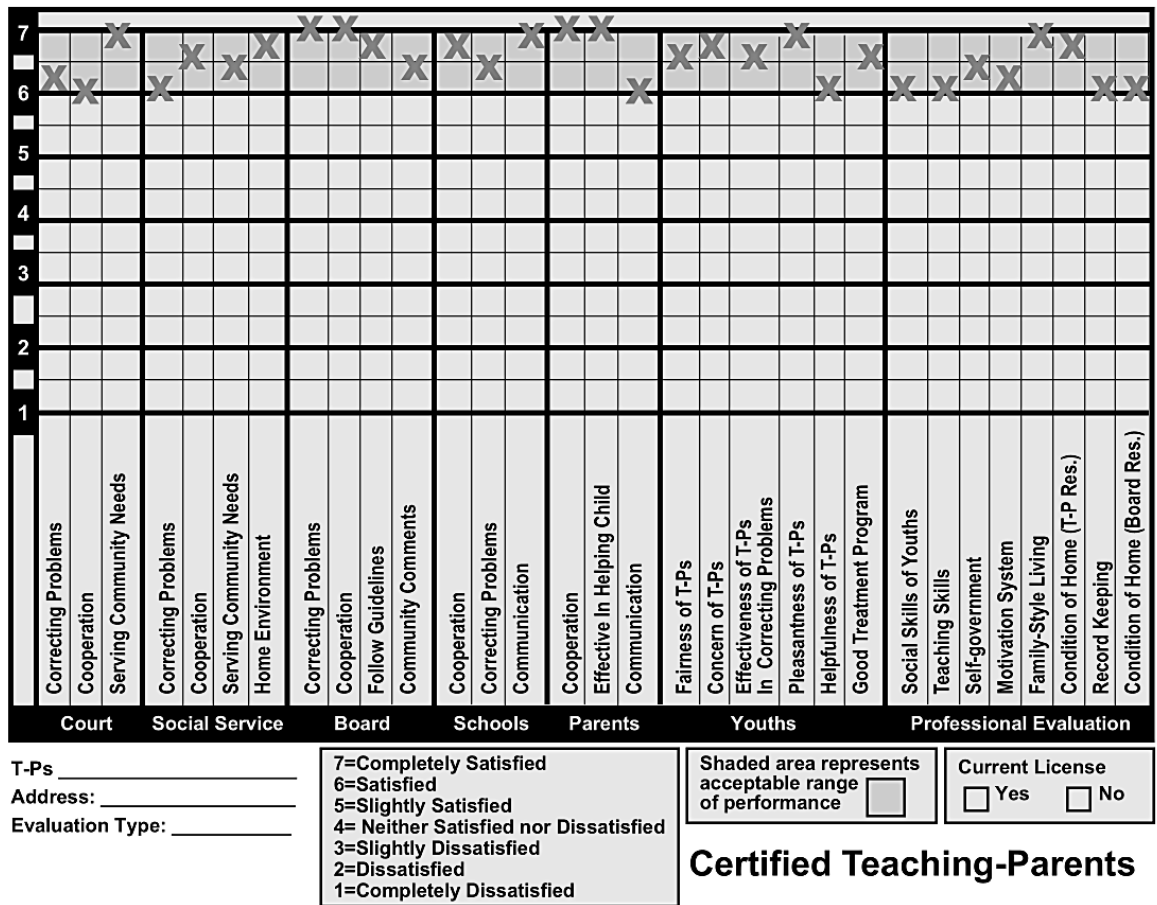 7
6
5
4
3
2
1
X X X X X X X X X X X X X X X X X X X X X X X X X X X X X X X X
Correcting Problems
Cooperation
Serving Community Needs
Correcting Problems
Cooperation
Serving Community Needs
Home Environment
Correcting Problems
Cooperation
Follow Guidelines
Community Comments
Cooperation
Correcting Problems
Communication
Cooperation
Effective In Helping Child
Communication
Fairness of T-Ps
Concern of T-Ps
Effectiveness of T-Ps
In Correcting Problems
Pleasantness of T-Ps
Helpfulness of T-Ps
Good Treatment Program
Social Skills of Youths
Teaching Skills
Self-government
Motivation System
Family-Style Living
Condition of Home (T-P Res.)
Record Keeping
Condition of Home (Board Res.)
Court Social Service Board Schools Parents Youths Professional Evaluation
T-Ps
Address:
Evaluation Type:
7=Completely Satisfied
6=Satisfied
5=Slightly Satisfied
4= Neither Satisfied nor Dissatisfied
3=Slightly Dissatisfied
2=Dissatisfied
1=Completely Dissatisfied
Shaded area represents
acceptable range
of performance
Current License
Yes No
Certified Teaching-Parents